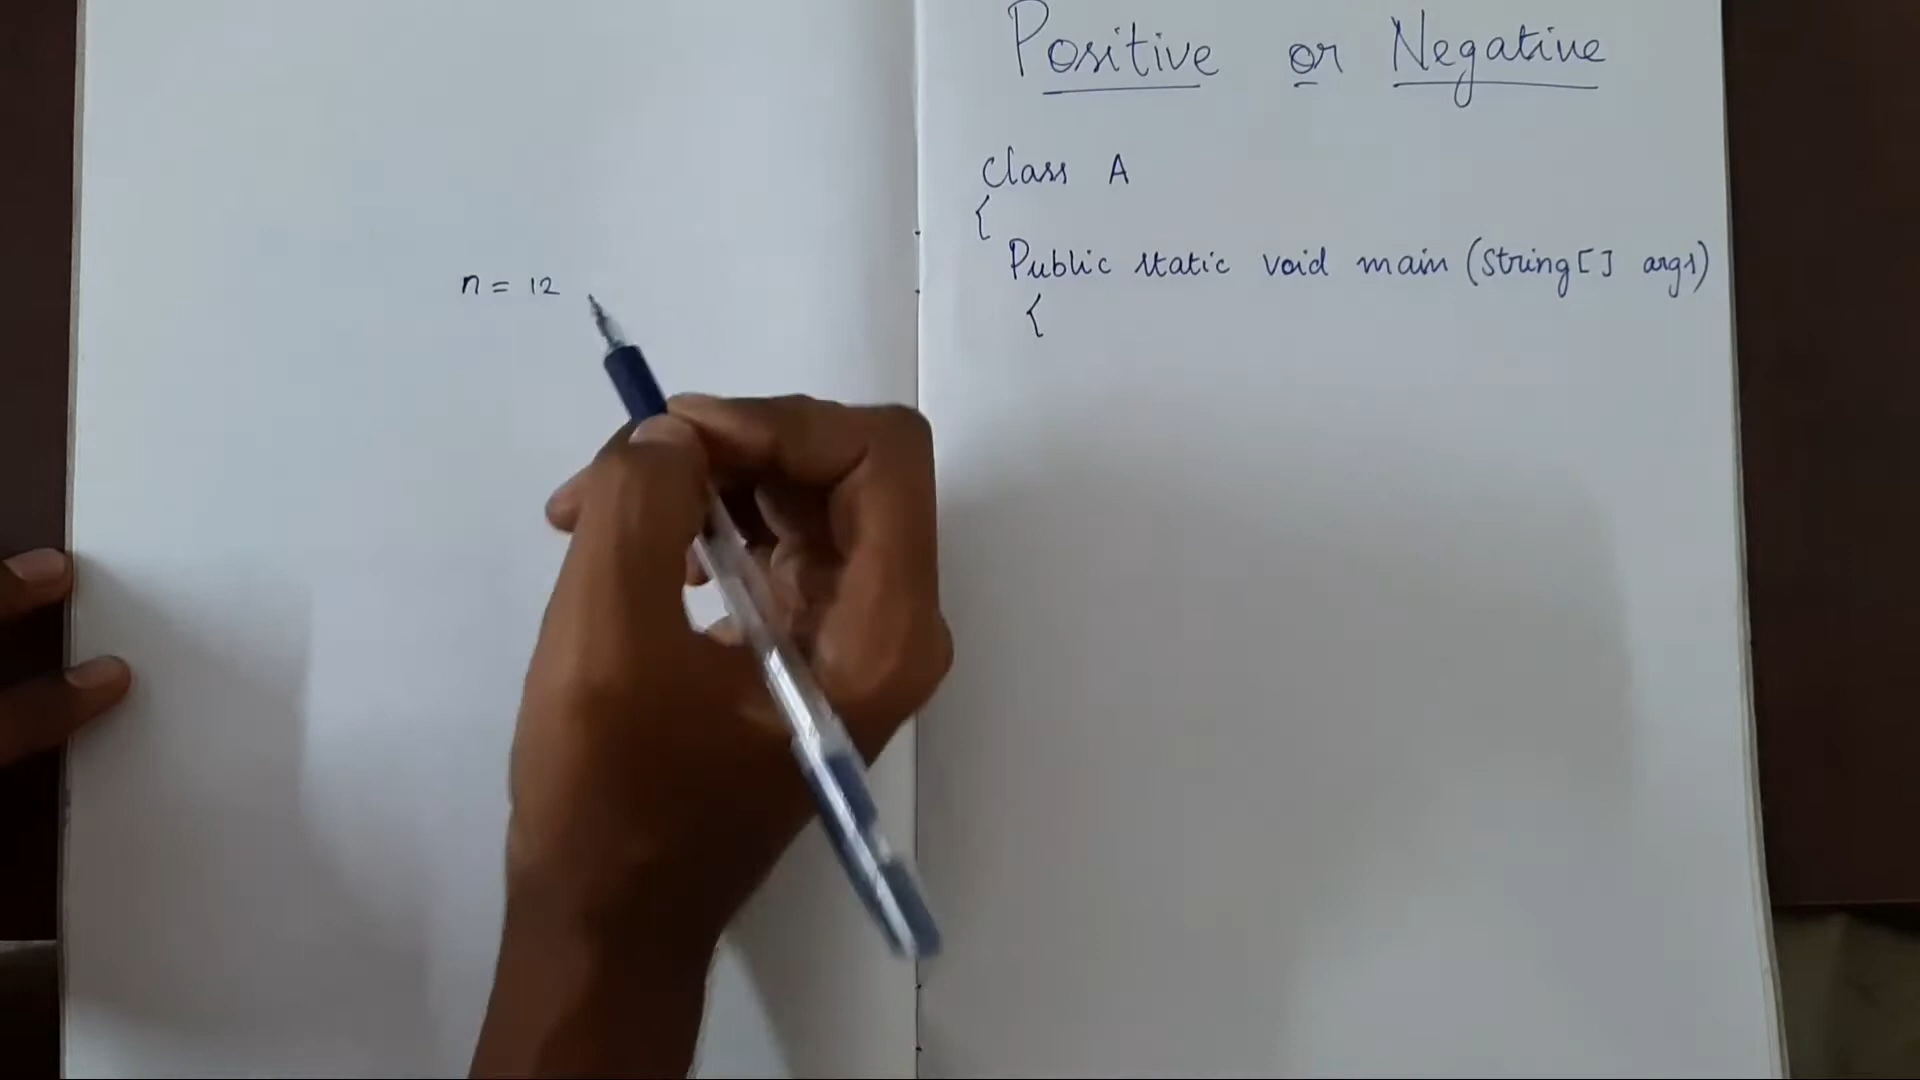 n = 12
Positive or Negative
Class A
{
Public static void main (String[] args)
{